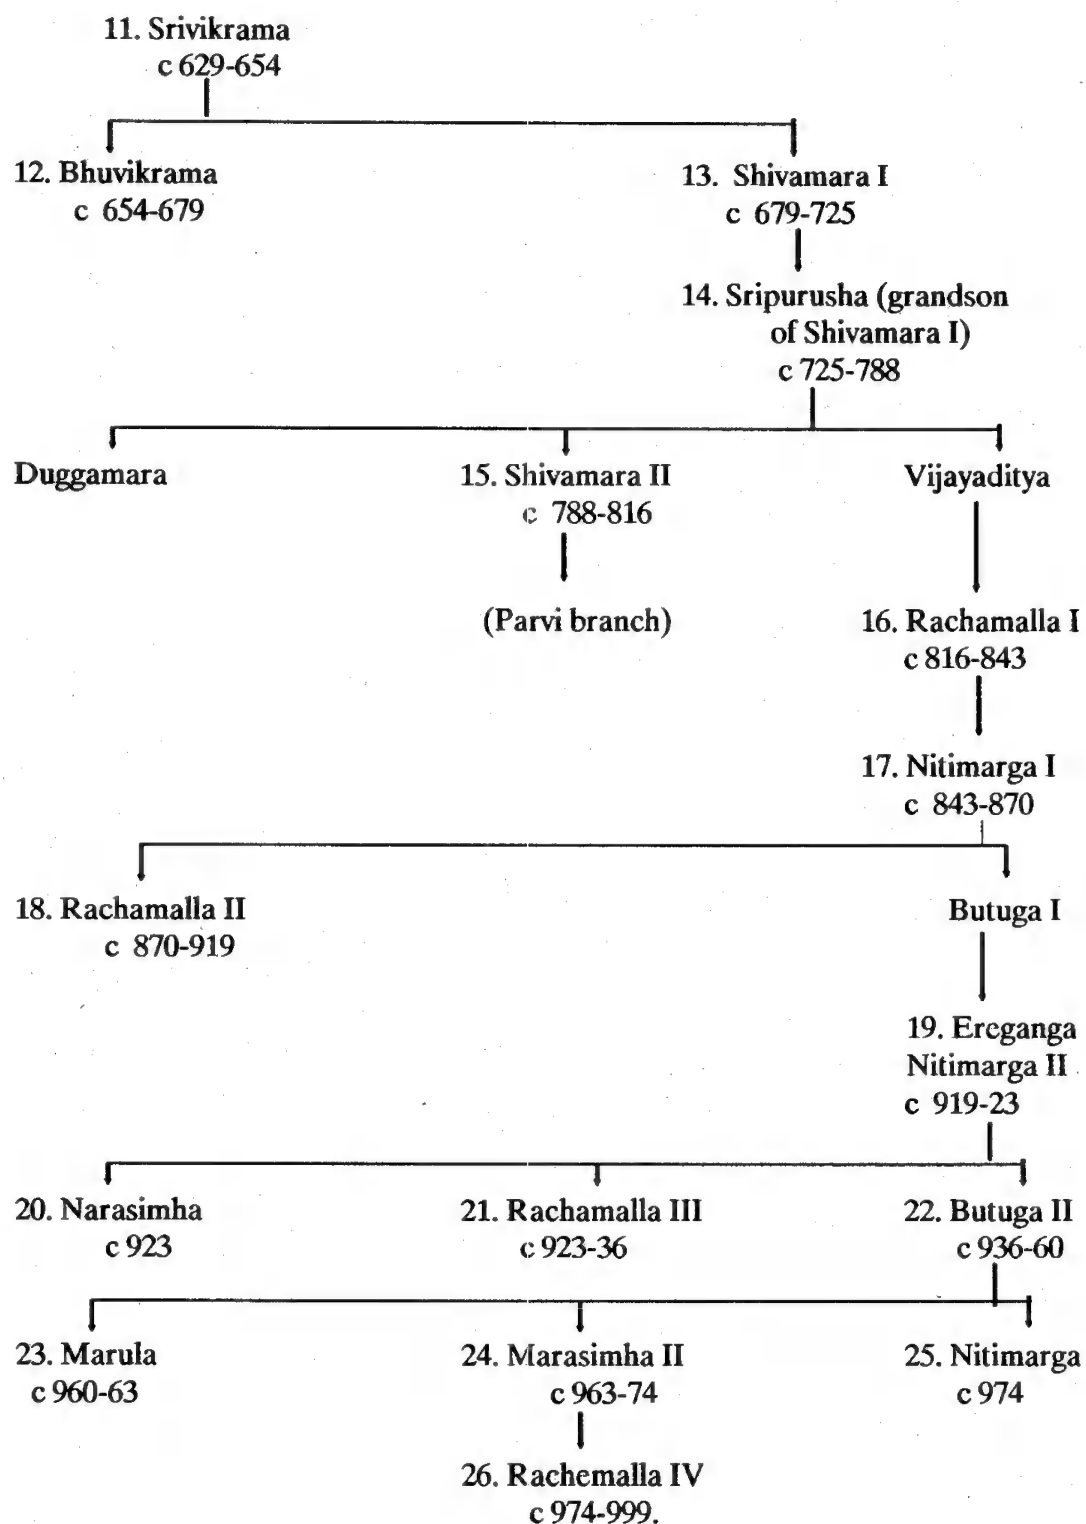 11. Srivikrama
c 629-654
12. Bhuvikrama
c 654-679
13. Shivamara I
c 679-725
14. Sripurusha (grandson
of Shivamara I)
c 725-788
Duggamara
15. Shivamara II
c 788-816
Vijayaditya
(Parvi branch)
16. Rachamalla I
c 816-843
17. Nitimarga I
c 843-870
18. Rachamalla II
c 870-919
Butuga I
19. Ereganga
Nitimarga II
c 919-23
20. Narasimha
c 923
21. Rachamalla III
c 923-36
22. Butuga II
c 936-60
23. Marula
c 960-63
24. Marasimha II
c 963-74
25. Nitimarga
c 974
26. Rachemalla IV
c 974-999.